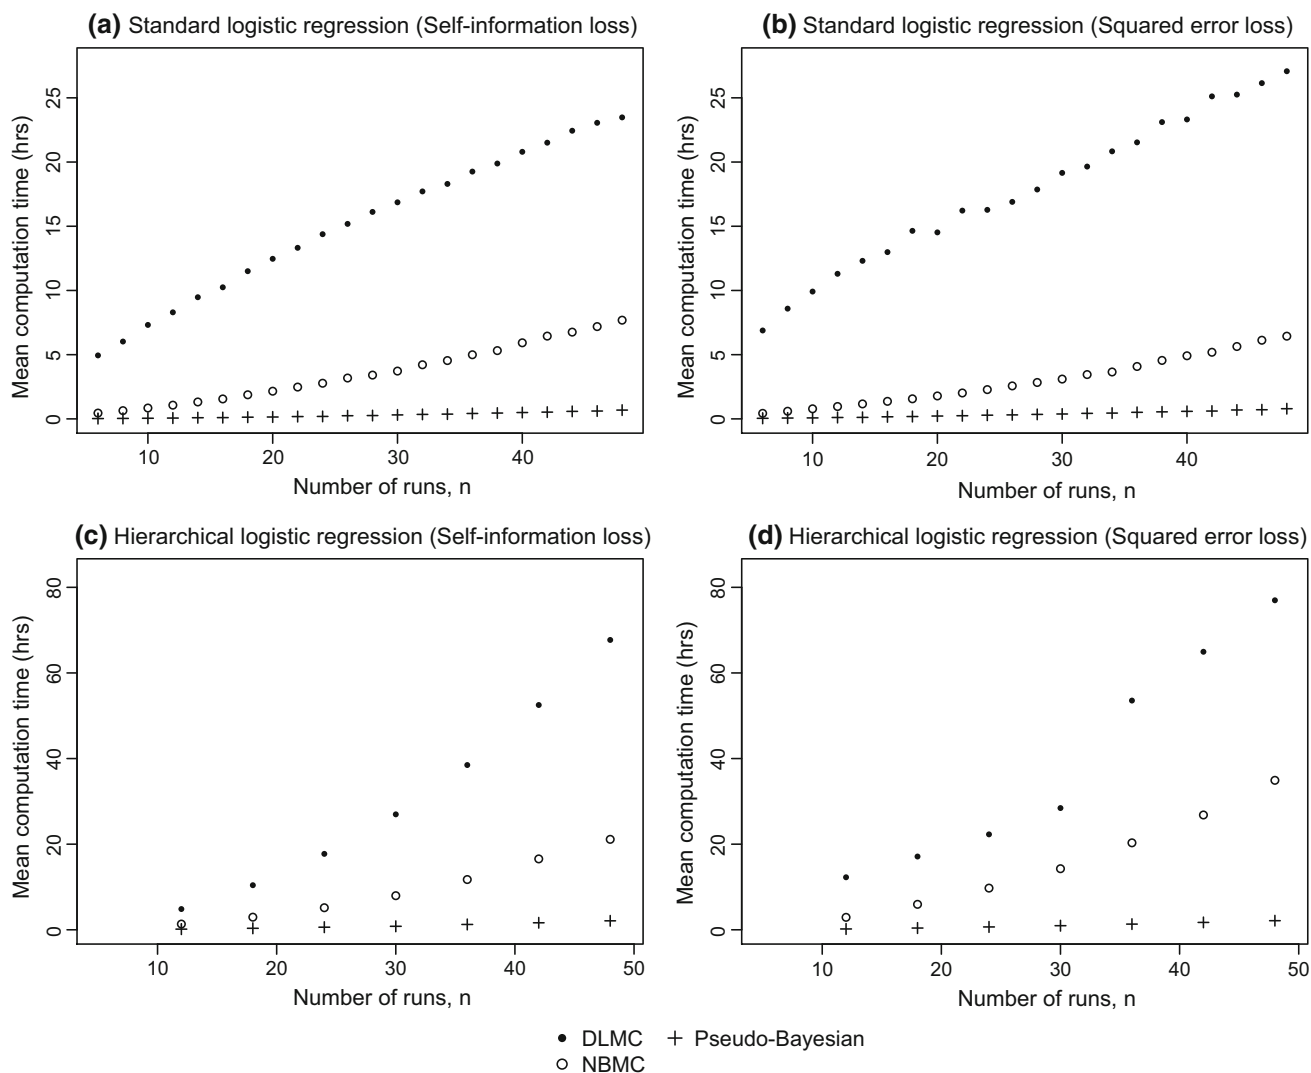 (a) Standard logistic regression (Self-information loss)
Mean computation time (hrs)
25
20
15
10
5
0
10 20 30 40
Number of runs, n
(b) Standard logistic regression (Squared error loss)
Mean computation time (hrs)
25
20
15
10
5
0
10 20 30 40
Number of runs, n
(c) Hierarchical logistic regression (Self-information loss)
Mean computation time (hrs)
80
60
40
20
0
10 20 30 40 50
Number of runs, n
(d) Hierarchical logistic regression (Squared error loss)
Mean computation time (hrs)
80
60
40
20
0
10 20 30 40 50
Number of runs, n
DLMC
Pseudo-Bayesian
NBMC